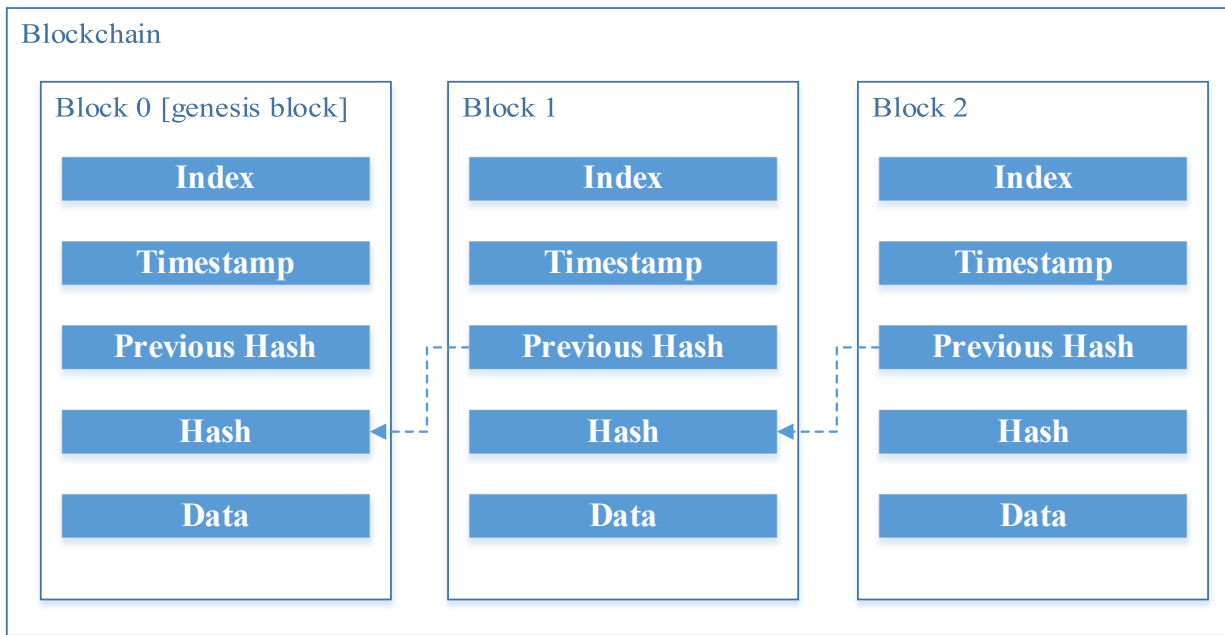 Blockchain
Block 0 [genesis block]
Index
Timestamp
Previous Hash
Hash
Data
Block 1
Index
Timestamp
Previous Hash
Hash
Data
Block 2
Index
Timestamp
Previous Hash
Hash
Data